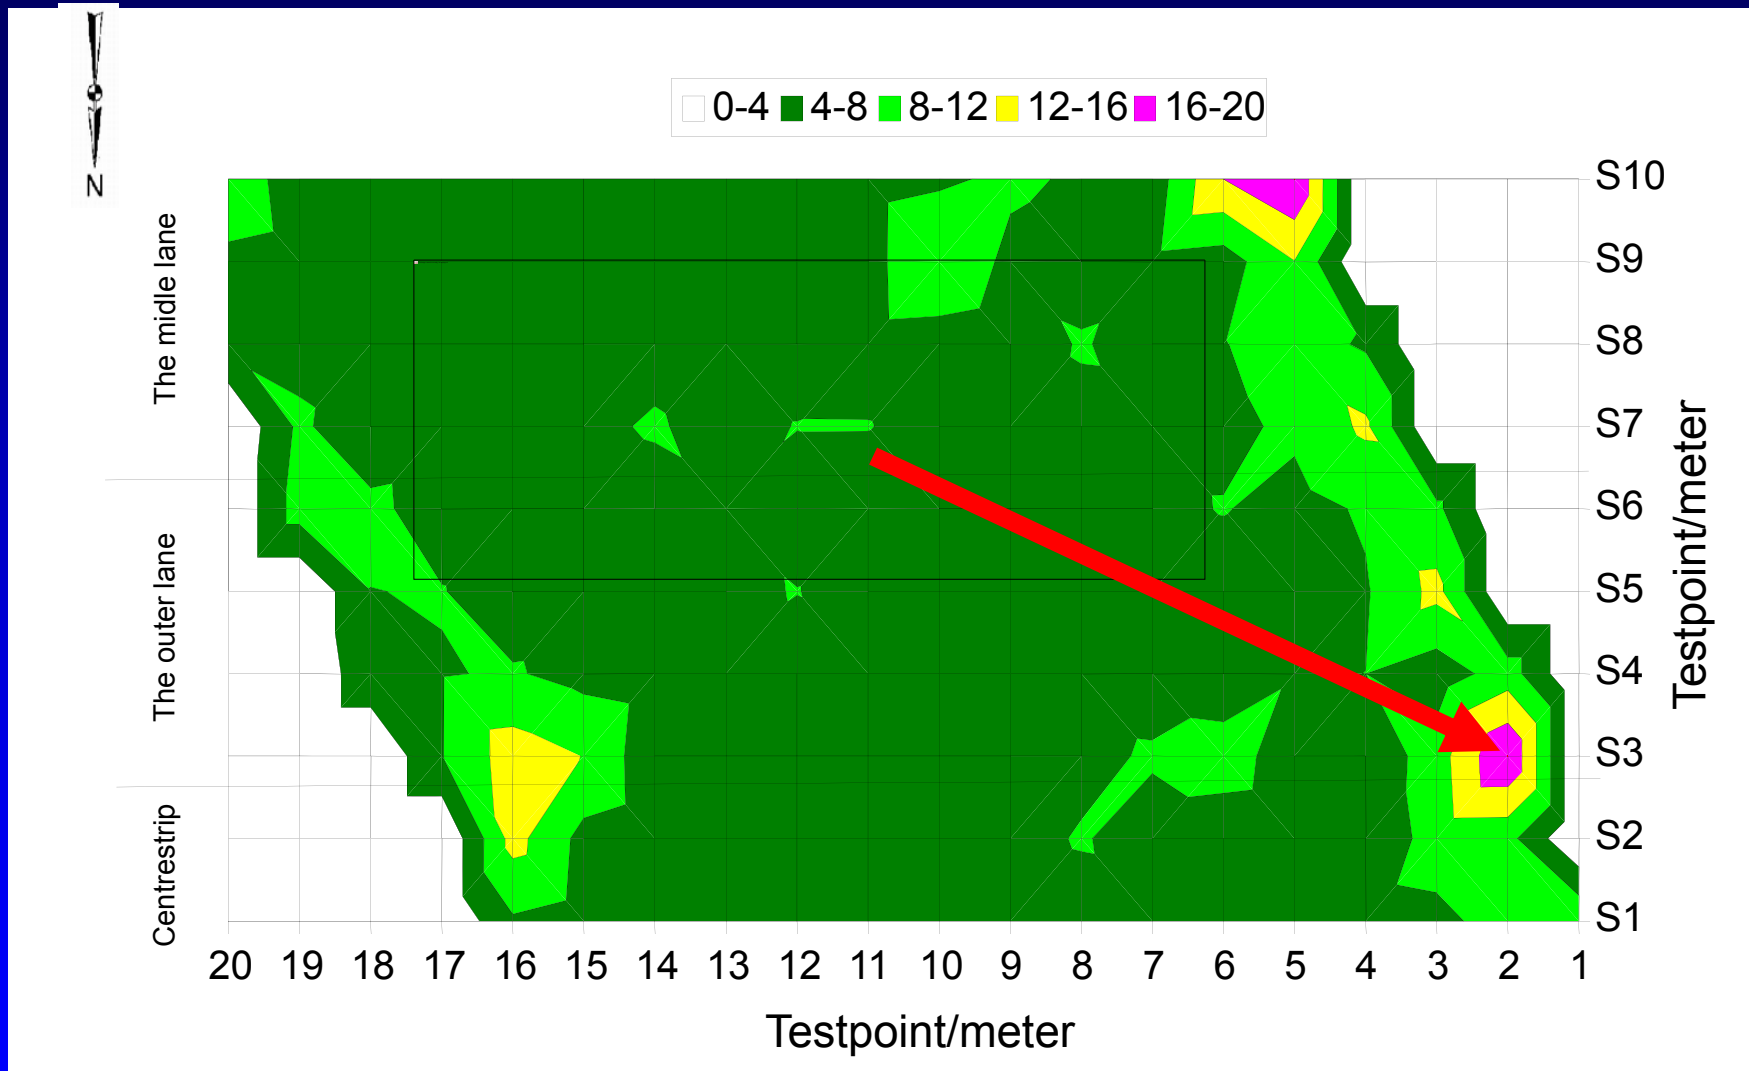 N
0-4 4-8 8-12 12-16 16-20
The midle lane
The outer lane
Centrestrip
S10
S9
S8
S7
S6
S5
S4
S3
S2
S1
Testpoint/meter
20 19 18 17 16 15 14 13 12 11 10 9 8 7 6 5 4 3 2 1
Testpoint/meter